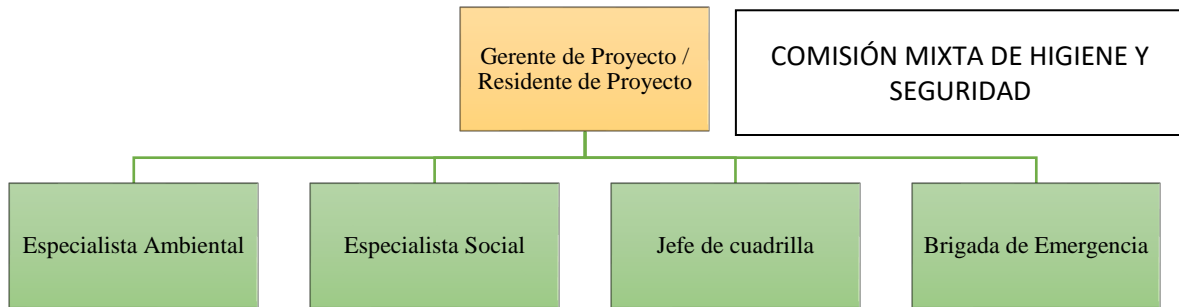 Gerente de Proyecto /
Residente de Proyecto
COMISIÓN MIXTA DE HIGIENE Y
SEGURIDAD
Especialista Ambiental
Especialista Social
Jefe de cuadrilla
Brigada de Emergencia